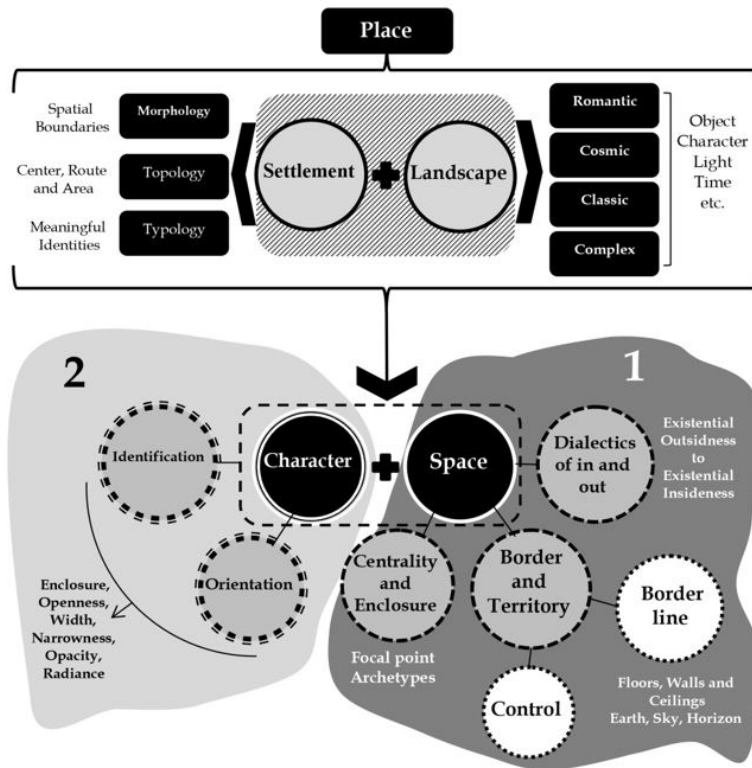 Place
Spatial
Boundaries
Morphology
Center, Route
and Area
Topology
Meaningful
Identities
Typology
Settlement
Landscape
Romantic
Cosmic
Classic
Complex
Object
Character
Light
Time
etc.
2
1
Identification
Character
Space
Dialectics
of in and
out
Existential
Outsidness
to
Existential
Insideness
Orientation
Enclosure,
Openness,
Width,
Narrowness,
Opacity,
Radiance
Centrality
and
Enclosure
Focal point
Archetypes
Border
and
Territory
Border
line
Control
Floors, Walls and
Ceilings
Earth, Sky, Horizon